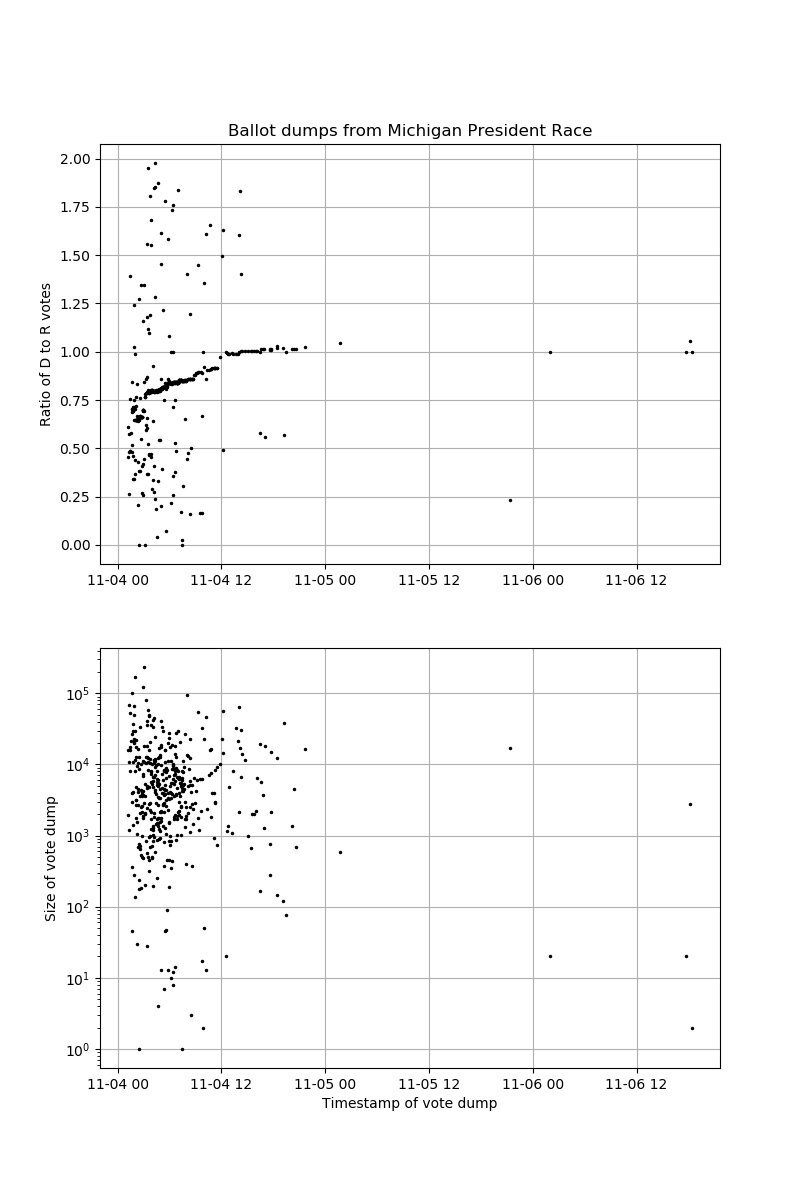 Ballot dumps from Michigan President Race
2.00
1.75
1.50
1.25
1.00
0.75
0.50
0.25
0.00
Ratio of D to R votes
11-04 00 11-04 12 11-05 00 11-05 12 11-06 00 11-06 12
10^5
10^4
10^3
10^2
10^1
10^0
Size of vote dump
11-04 00 11-04 12 11-05 00 11-05 12 11-06 00 11-06 12
Timestamp of vote dump